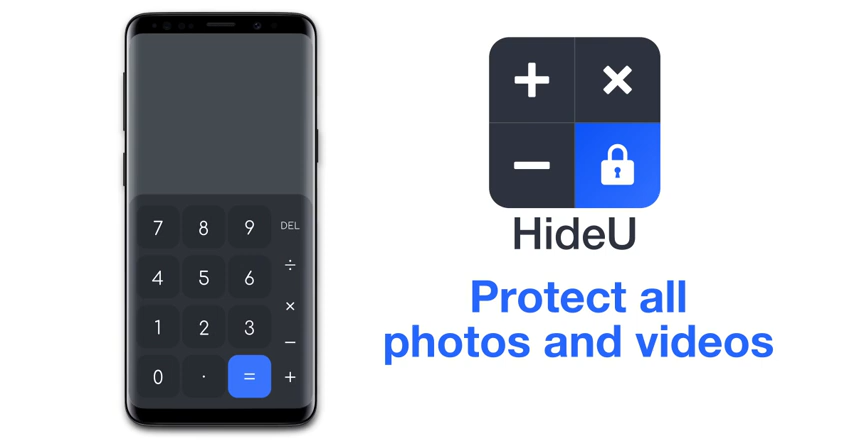 7 8 9 DEL
4 5 6 ÷
1 2 3 ×
−
0 . = +
HideU
Protect all
photos and videos